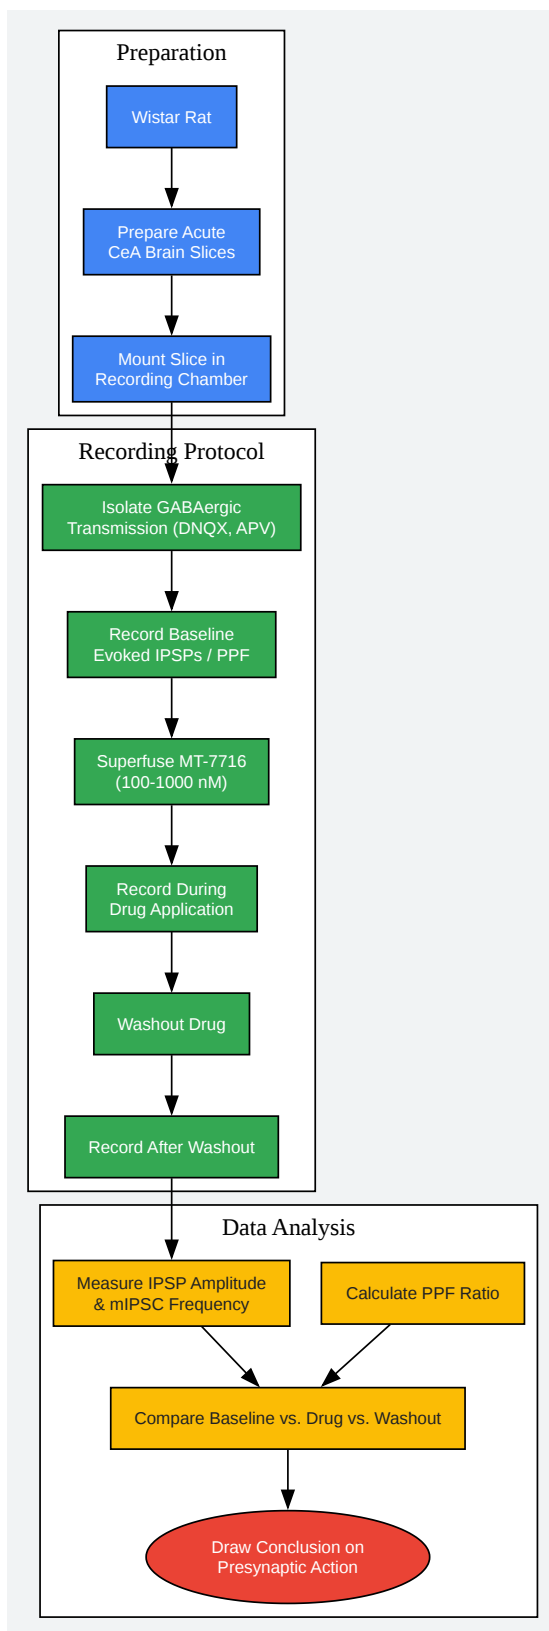 Preparation
Wistar Rat
Prepare Acute
CeA Brain Slices
Mount Slice in
Recording Chamber
Recording Protocol
Isolate GABAergic
Transmission (DNQX, APV)
Record Baseline
Evoked IPSPs / PPF
Superfuse MT-7716
(100-1000 nM)
Record During
Drug Application
Washout Drug
Record After Washout
Data Analysis
Measure IPSP Amplitude
& mIPSC Frequency
Calculate PPF Ratio
Compare Baseline vs. Drug vs. Washout
Draw Conclusion on
Presynaptic Action